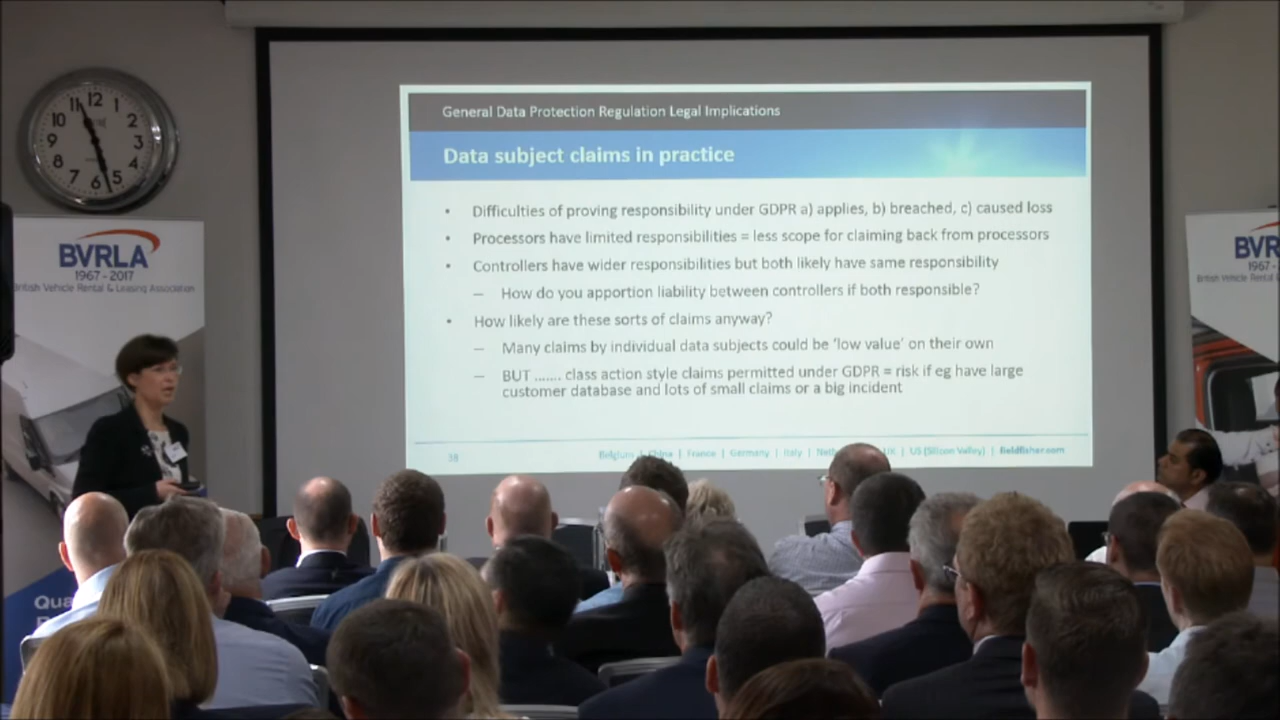 General Data Protection Regulation Legal Implications
Data subject claims in practice
• Difficulties of proving responsibility under GDPR a) applies, b) breached, c) caused loss
• Processors have limited responsibilities = less scope for claiming back from processors
• Controllers have wider responsibilities but both likely have same responsibility
– How do you apportion liability between controllers if both responsible?
• How likely are these sorts of claims anyway?
– Many claims by individual data subjects could be 'low value' on their own
– BUT ....... class action style claims permitted under GDPR = risk if eg have large
customer database and lots of small claims or a big incident
38
Belgium | China | France | Germany | Italy | UK | US (Silicon Valley) | fieldfisher.com
12
1
2
3
4
5
6
7
8
9
10
11
BVRLA
1967 - 2017
British Vehicle Rental & Leasing Association
Qua
BVR
1967-
British Vehicle Rental